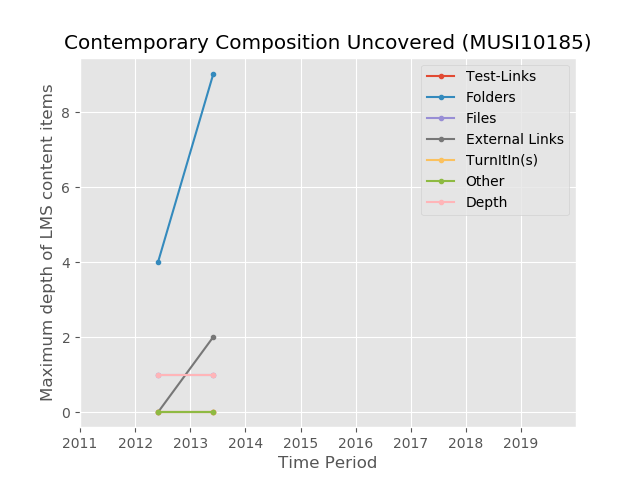 Contemporary Composition Uncovered (MUSI10185)
Maximum depth of LMS content items
8
6
4
2
0
Test-Links
Folders
Files
External Links
TurnItIn(s)
Other
Depth
2011 2012 2013 2014 2015 2016 2017 2018 2019
Time Period